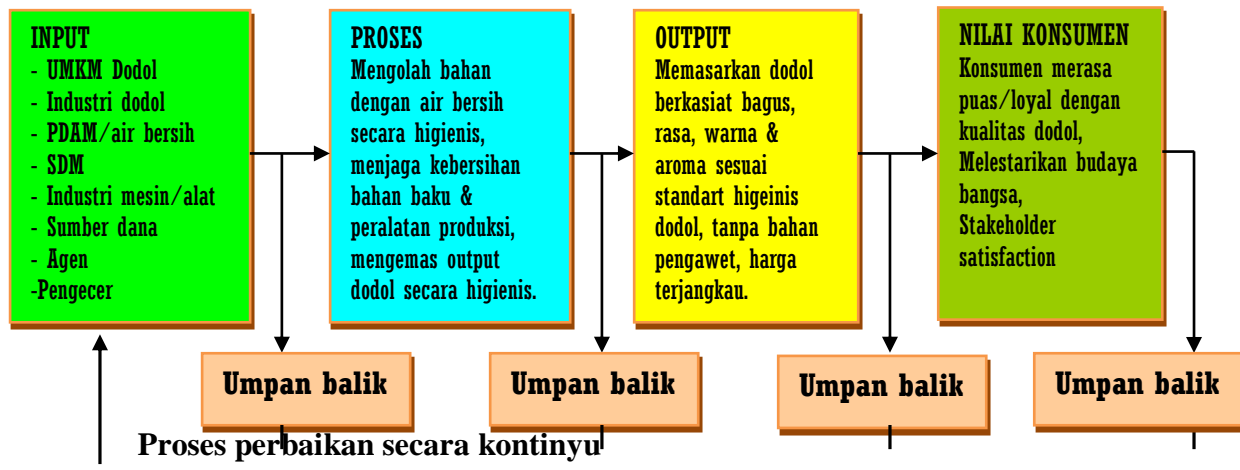 INPUT
- UMKM Dodol
- Industri dodol
- PDAM/air bersih
- SDM
- Industri mesin/alat
- Sumber dana
- Agen
-Pengecer
PROSES
Mengolah bahan
dengan air bersih
secara higienis,
menjaga kebersihan
bahan baku &
peralatan produksi,
mengemas output
dodol secara higienis.
OUTPUT
Memasarkan dodol
berkasiat bagus,
rasa, warna &
aroma sesuai
standart higeinis
dodol, tanpa bahan
pengawet, harga
terjangkau.
NILAI KONSUMEN
Konsumen merasa
puas/loyal dengan
kualitas dodol,
Melestarikan budaya
bangsa,
Stakeholder
satisfaction
Umpan balik
Umpan balik
Umpan balik
Umpan balik
Proses perbaikan secara kontinyu